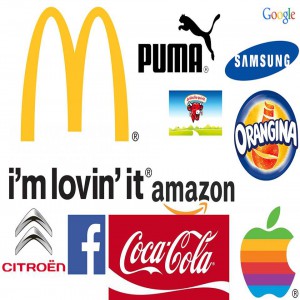 Google
PUMA®
SAMSUNG
®
ORANGINA
i'm lovin' it®
amazon
CITROËN
f
Coca-Cola
®